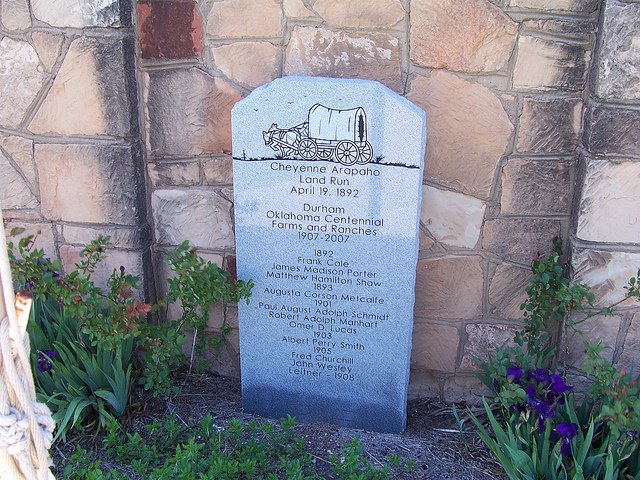 Cheyenne Arapaho
Land Run
April 19, 1892
Durham
Oklahoma Centennial
Farms and Ranches
1907-2007
1892
Frank Cole
James Madison Porter
Matthew Hamilton Shaw
1893
Augusta Corson Metcalfe
1901
Paul August Adolph Schmidt
Robert Adolph Manhart
Omer D. Lucas
1903
Albert Perry Smith
1905
Fred Churchill
John Wesley
Leitner - 1908